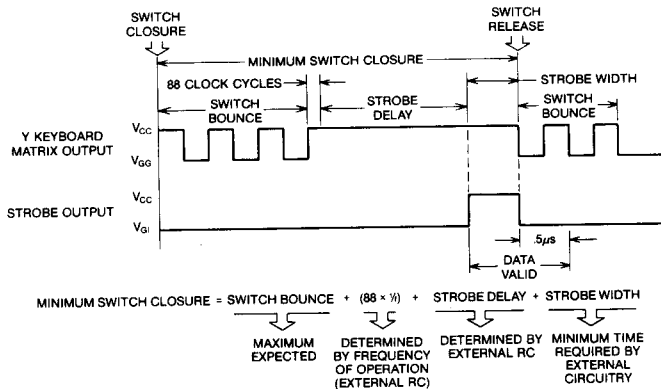 SWITCH CLOSURE
SWITCH RELEASE
MINIMUM SWITCH CLOSURE
88 CLOCK CYCLES
STROBE WIDTH
SWITCH BOUNCE
STROBE DELAY
SWITCH BOUNCE
Y KEYBOARD MATRIX OUTPUT
VCC
VGG
STROBE OUTPUT
VCC
VGI
.5µs
DATA VALID
MINIMUM SWITCH CLOSURE = SWITCH BOUNCE + (88 × 1/f) + STROBE DELAY + STROBE WIDTH
MAXIMUM EXPECTED
DETERMINED BY FREQUENCY OF OPERATION (EXTERNAL RC)
DETERMINED BY EXTERNAL RC
MINIMUM TIME REQUIRED BY EXTERNAL CIRCUITRY